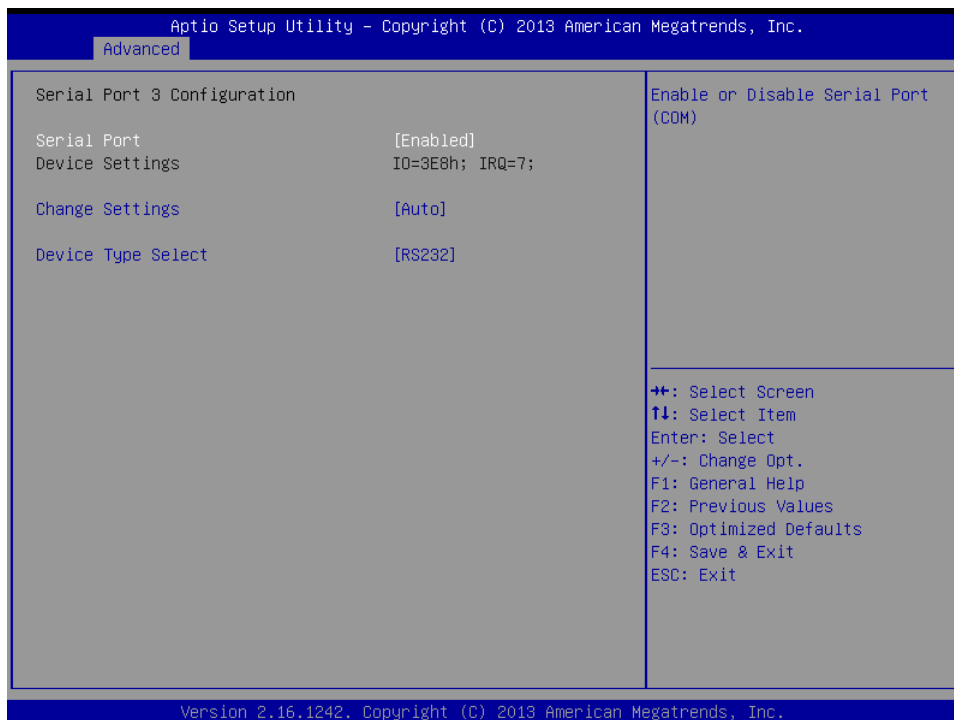 Aptio Setup Utility – Copyright (C) 2013 American Megatrends, Inc.
Advanced
Serial Port 3 Configuration
Serial Port [Enabled]
Device Settings IO=3E8h; IRQ=7;
Change Settings [Auto]
Device Type Select [RS232]
Enable or Disable Serial Port
(COM)
→←: Select Screen
↑↓: Select Item
Enter: Select
+/-: Change Opt.
F1: General Help
F2: Previous Values
F3: Optimized Defaults
F4: Save & Exit
ESC: Exit
Version 2.16.1242. Copyright (C) 2013 American Megatrends, Inc.